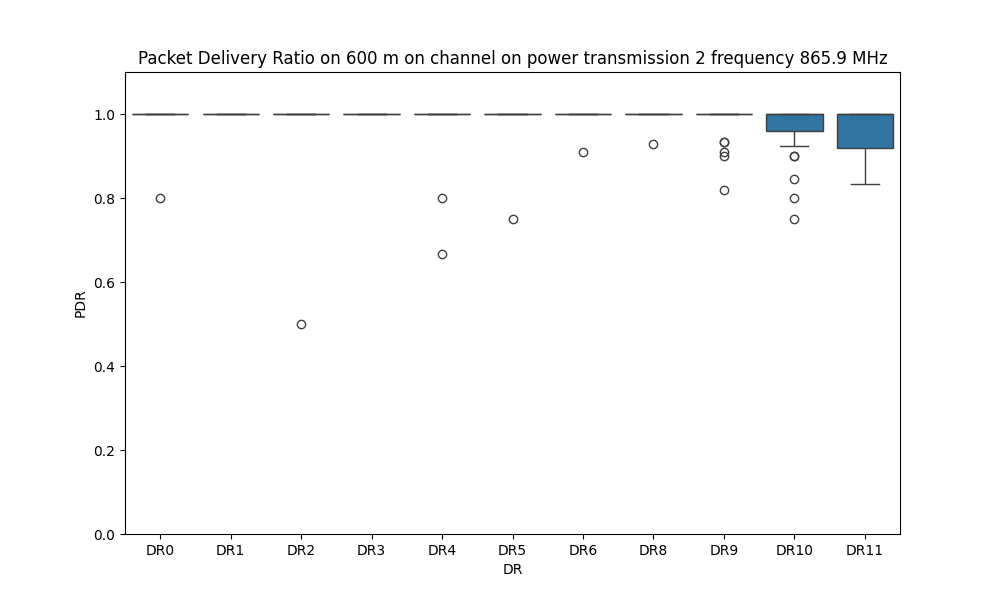 Packet Delivery Ratio on 600 m on channel on power transmission 2 frequency 865.9 MHz
1.0
0.8
0.6
0.4
0.2
0.0
PDR
DR0 DR1 DR2 DR3 DR4 DR5 DR6 DR8 DR9 DR10 DR11
DR